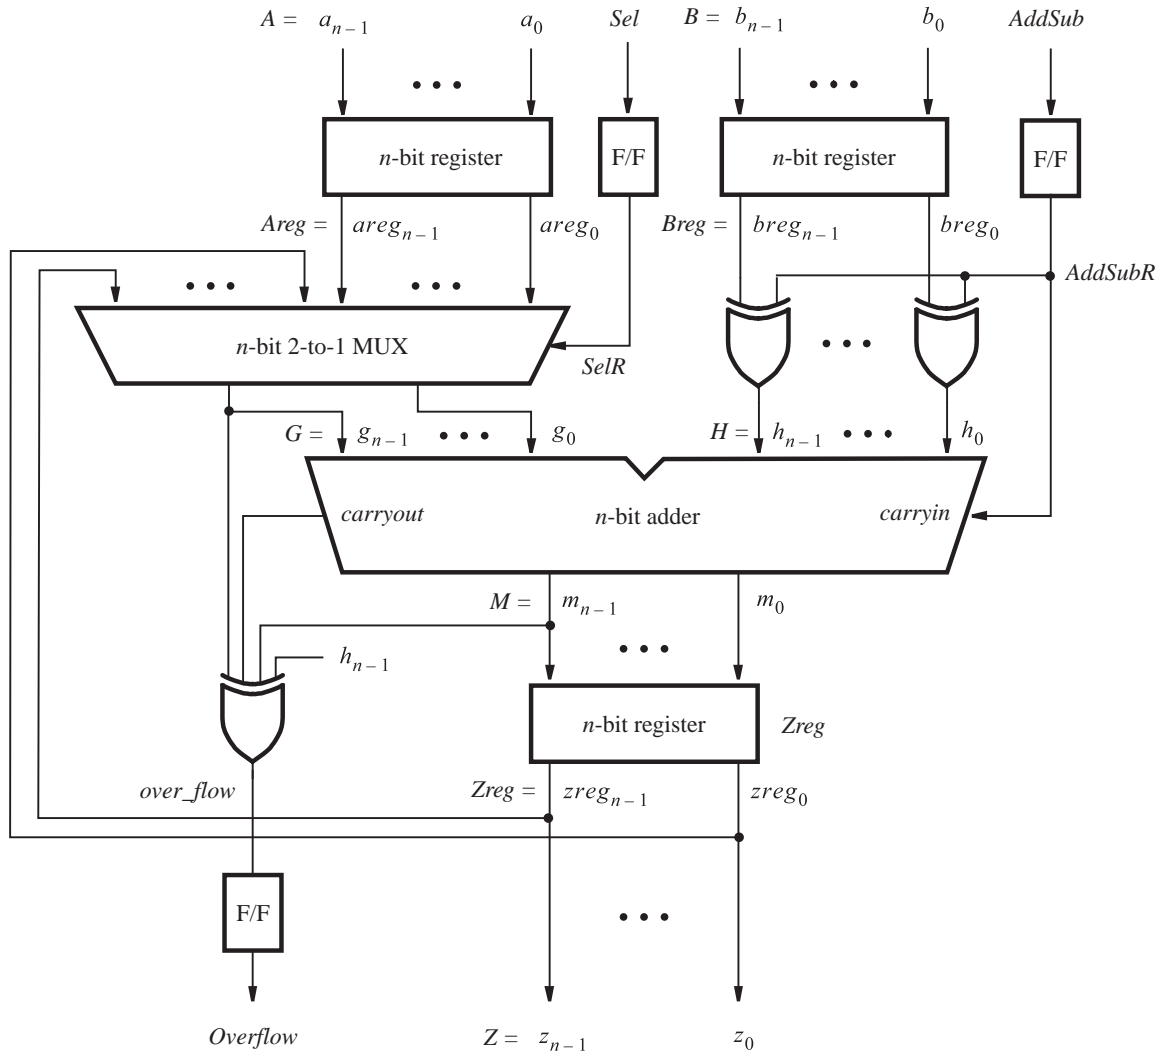 A = a_{n-1} a_0 Sel B = b_{n-1} b_0 AddSub
n-bit register F/F n-bit register F/F
Areg = areg_{n-1} areg_0 Breg = breg_{n-1} breg_0
AddSubR
n-bit 2-to-1 MUX
SelR
G = g_{n-1} g_0 H = h_{n-1} h_0
carryout n-bit adder carryin
M = m_{n-1} m_0
h_{n-1}
n-bit register Zreg
over_flow Zreg = zreg_{n-1} zreg_0
F/F
Overflow Z = z_{n-1} z_0